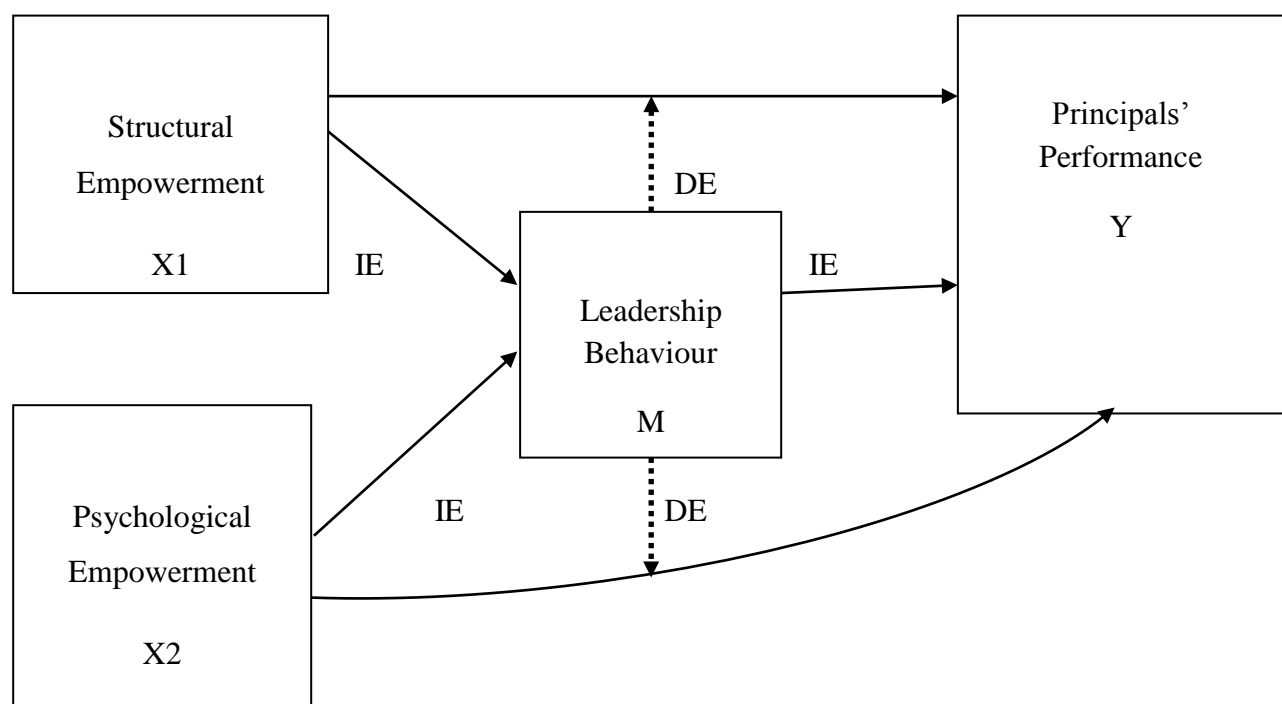 Structural
Empowerment
X1
Principals’
Performance
Y
DE
IE
IE
Leadership
Behaviour
M
IE
DE
Psychological
Empowerment
X2